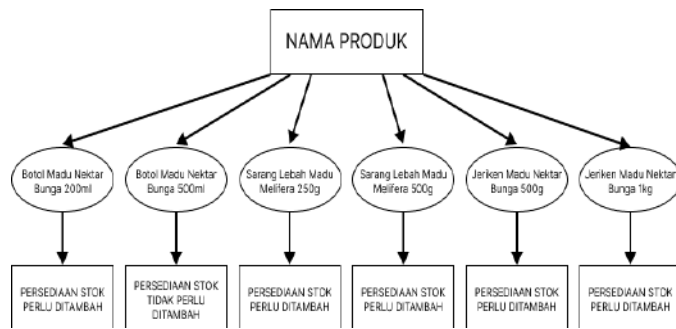 NAMA PRODUK
Botol Madu Nektar
Bunga 200ml
Botol Madu Nektar
Bunga 500ml
Sarang Lebah Madu
Melifera 250g
Sarang Lebah Madu
Melifera 500g
Jeriken Madu Nektar
Bunga 500g
Jeriken Madu Nektar
Bunga 1kg
PERSEDIAAN STOK
PERLU DITAMBAH
PERSEDIAAN STOK
TIDAK PERLU
DITAMBAH
PERSEDIAAN STOK
PERLU DITAMBAH
PERSEDIAAN STOK
PERLU DITAMBAH
PERSEDIAAN STOK
PERLU DITAMBAH
PERSEDIAAN STOK
PERLU DITAMBAH